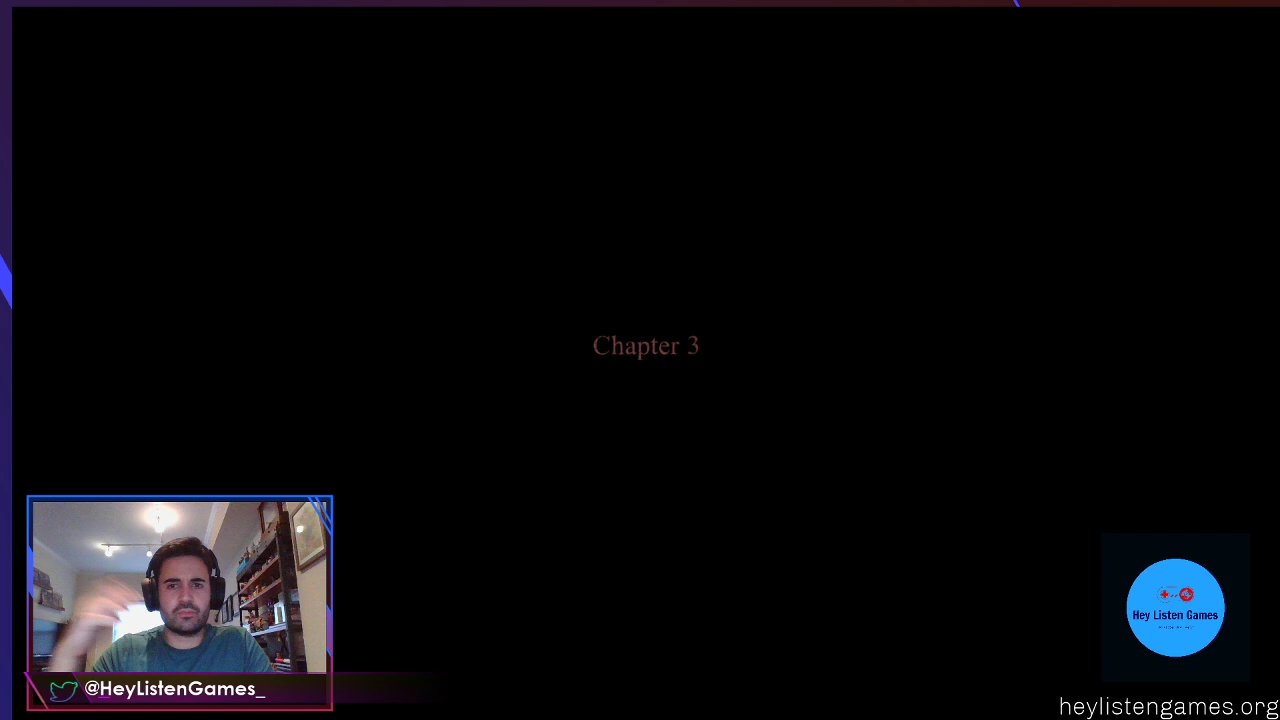 Chapter 3
@HeyListenGames_
Hey Listen Games
heylistengames.org